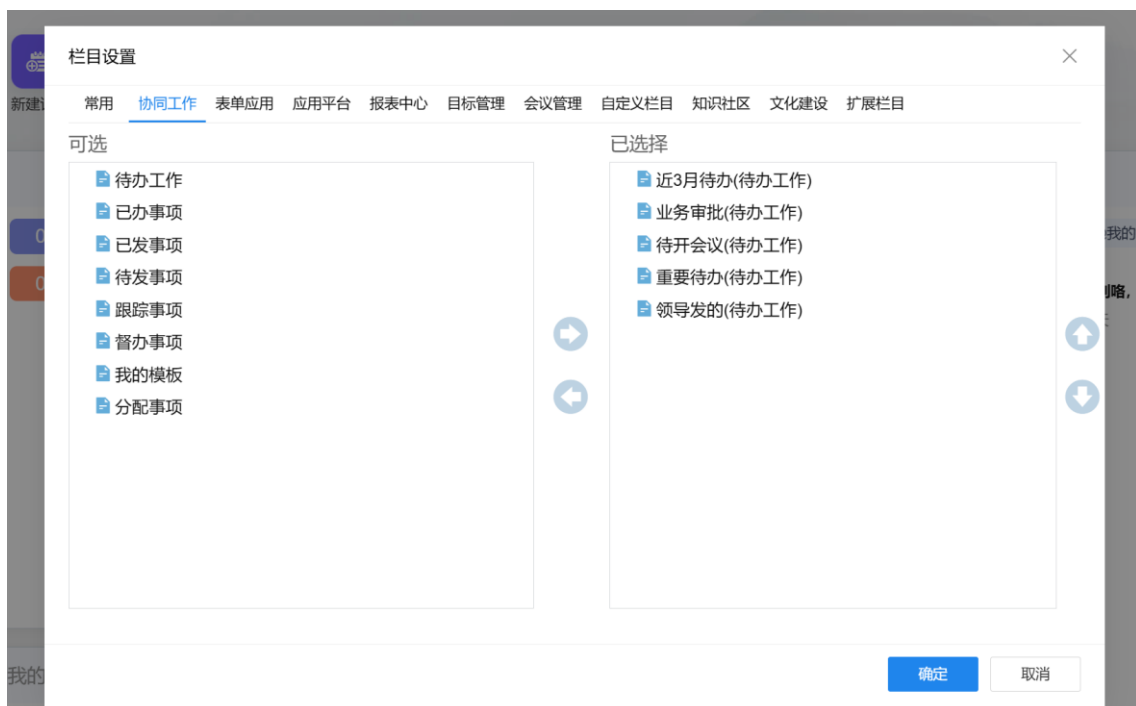 栏目设置
新建
常用 协同工作 表单应用 应用平台 报表中心 目标管理 会议管理 自定义栏目 知识社区 文化建设 扩展栏目
可选
已选择
待办工作
已办事项
已发事项
待发事项
跟踪事项
督办事项
我的模板
分配事项
近3月待办(待办工作)
业务审批(待办工作)
待开会议(待办工作)
重要待办(待办工作)
领导发的(待办工作)
0
0
我的
咯，
我的
确定 取消